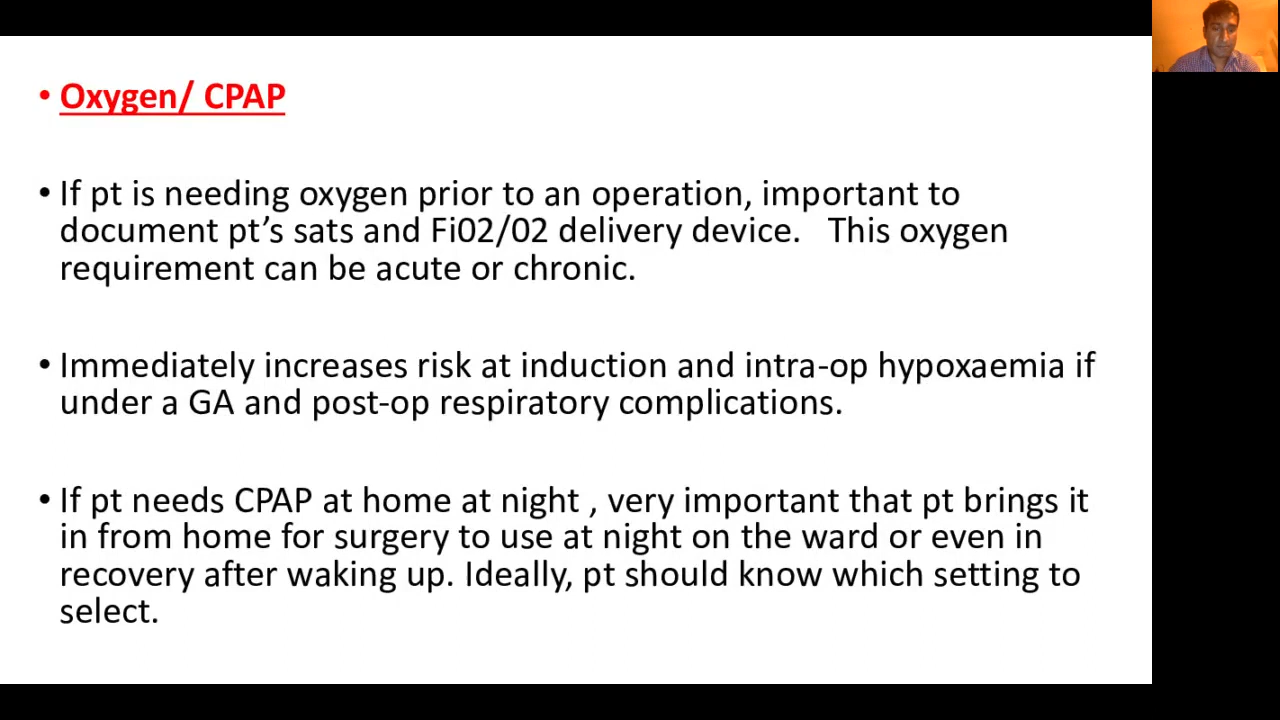 • Oxygen/ CPAP
• If pt is needing oxygen prior to an operation, important to
document pt’s sats and Fi02/02 delivery device.   This oxygen
requirement can be acute or chronic.
• Immediately increases risk at induction and intra-op hypoxaemia if
under a GA and post-op respiratory complications.
• If pt needs CPAP at home at night , very important that pt brings it
in from home for surgery to use at night on the ward or even in
recovery after waking up. Ideally, pt should know which setting to
select.